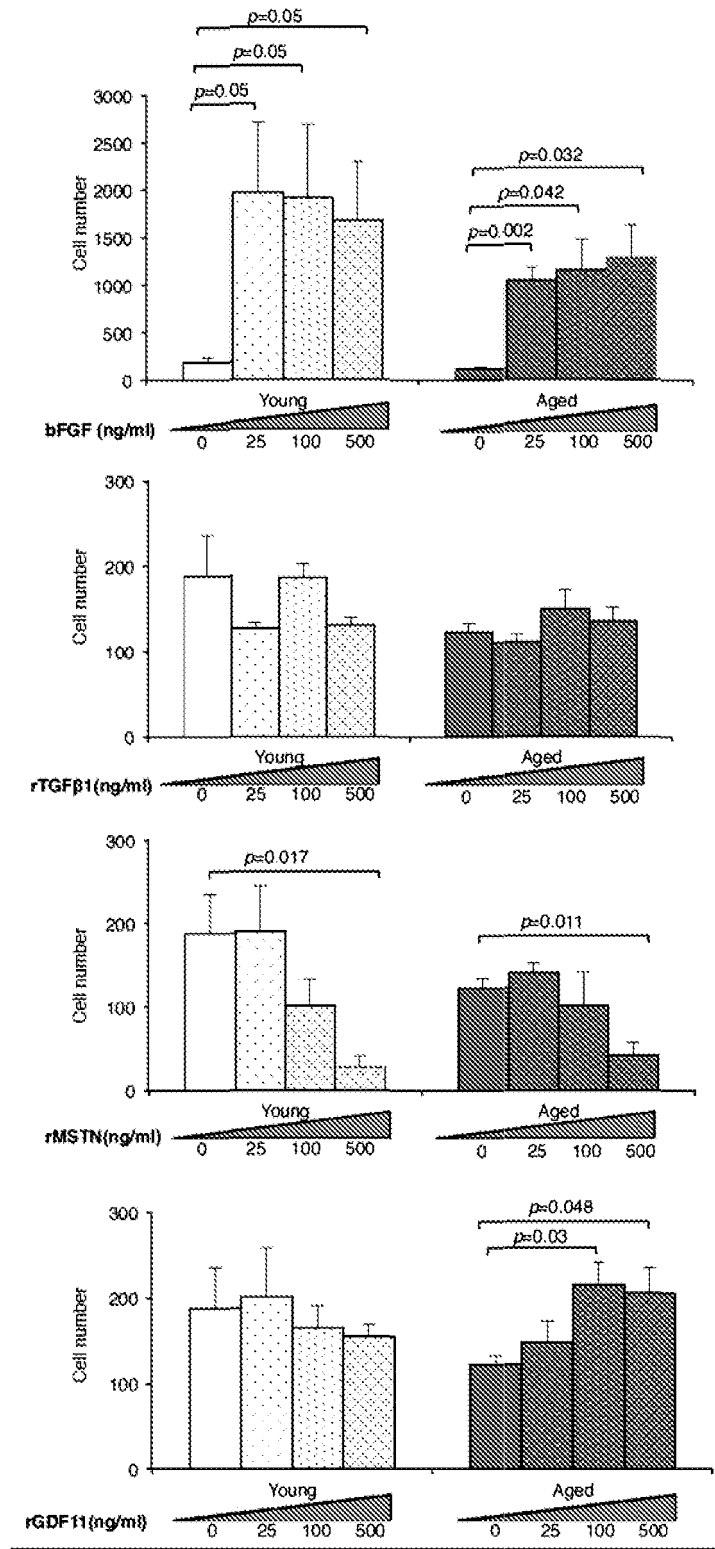 p=0.05
p=0.05
p=0.05
3000
2500
2000
1500
1000
500
0
Cell number
p=0.032
p=0.042
p=0.002
Young
Aged
bFGF (ng/ml)
0 25 100 500
0 25 100 500
300
200
100
0
Cell number
Young
Aged
rTGFβ1(ng/ml)
0 25 100 500
0 25 100 500
300
200
100
0
Cell number
p=0.017
p=0.011
Young
Aged
rMSTN(ng/ml)
0 25 100 500
0 25 100 500
300
200
100
0
Cell number
p=0.048
p=0.03
Young
Aged
rGDF11(ng/ml)
0 25 100 500
0 25 100 500